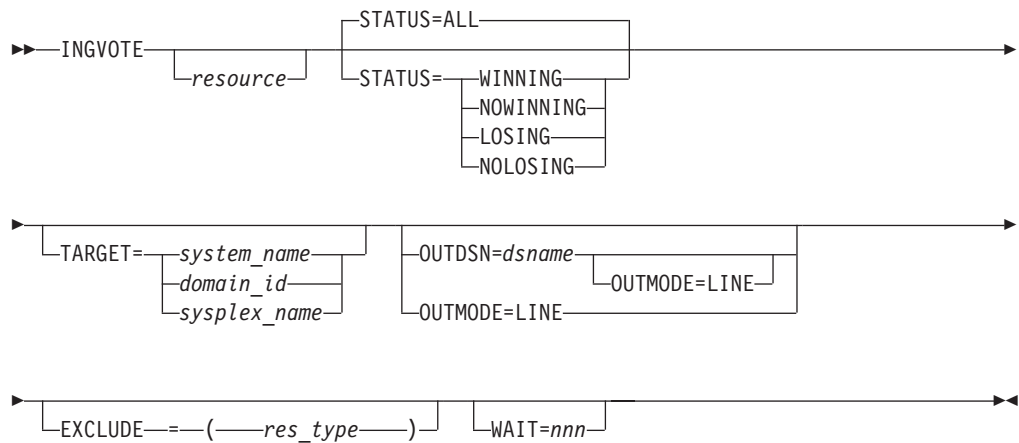 STATUS=ALL
INGVOTE
resource
STATUS= WINNING
NOWINNING
LOSING
NOLOSING
TARGET= system_name OUTDSN=dsname
domain_id OUTMODE=LINE
sysplex_name OUTMODE=LINE
EXCLUDE = ( res_type ) WAIT=nnn